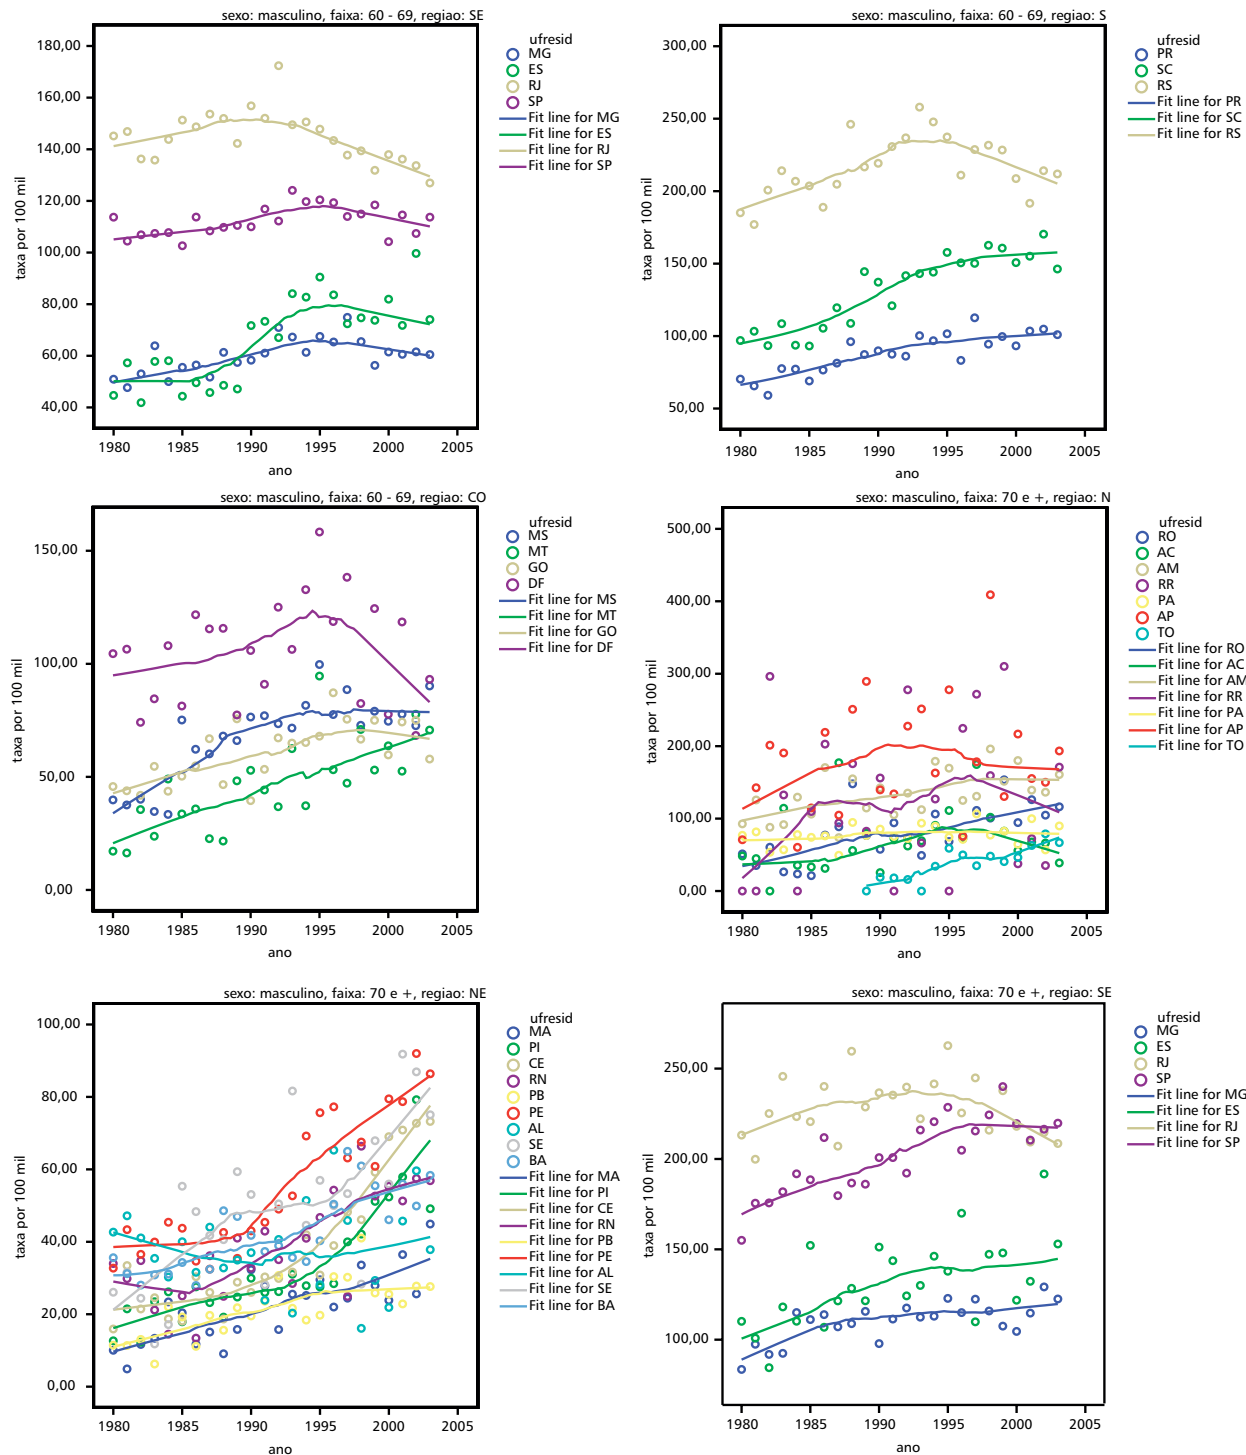 sexo: masculino, faixa: 60 - 69, regiao: SE
180,00
160,00
140,00
120,00
100,00
80,00
60,00
40,00
taxa por 100 mil
1980
1985
1990
1995
2000
2005
ano
ufresid
MG
ES
RJ
SP
Fit line for MG
Fit line for ES
Fit line for RJ
Fit line for SP
sexo: masculino, faixa: 60 - 69, regiao: S
300,00
250,00
200,00
150,00
100,00
50,00
taxa por 100 mil
1980
1985
1990
1995
2000
2005
ano
ufresid
PR
SC
RS
Fit line for PR
Fit line for SC
Fit line for RS
sexo: masculino, faixa: 60 - 69, regiao: CO
150,00
100,00
50,00
0,00
taxa por 100 mil
1980
1985
1990
1995
2000
2005
ano
ufresid
MS
MT
GO
DF
Fit line for MS
Fit line for MT
Fit line for GO
Fit line for DF
sexo: masculino, faixa: 70 e +, regiao: N
500,00
400,00
300,00
200,00
100,00
0,00
taxa por 100 mil
1980
1985
1990
1995
2000
2005
ano
ufresid
RO
AC
AM
RR
PA
AP
TO
Fit line for RO
Fit line for AC
Fit line for AM
Fit line for RR
Fit line for PA
Fit line for AP
Fit line for TO
sexo: masculino, faixa: 70 e +, regiao: NE
100,00
80,00
60,00
40,00
20,00
0,00
taxa por 100 mil
1980
1985
1990
1995
2000
2005
ano
ufresid
MA
PI
CE
RN
PB
PE
AL
SE
BA
Fit line for MA
Fit line for PI
Fit line for CE
Fit line for RN
Fit line for PB
Fit line for PE
Fit line for AL
Fit line for SE
Fit line for BA
sexo: masculino, faixa: 70 e +, regiao: SE
250,00
200,00
150,00
100,00
taxa por 100 mil
1980
1985
1990
1995
2000
2005
ano
ufresid
MG
ES
RJ
SP
Fit line for MG
Fit line for ES
Fit line for RJ
Fit line for SP